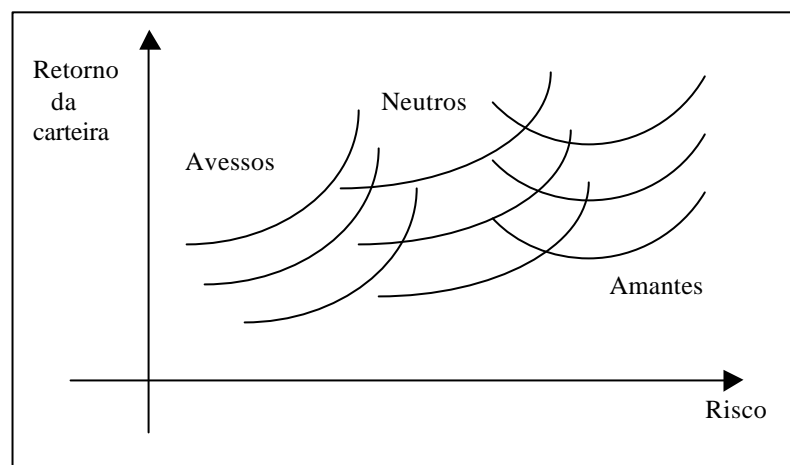 Retorno
da
carteira
Neutros
Avessos
Amantes
Risco